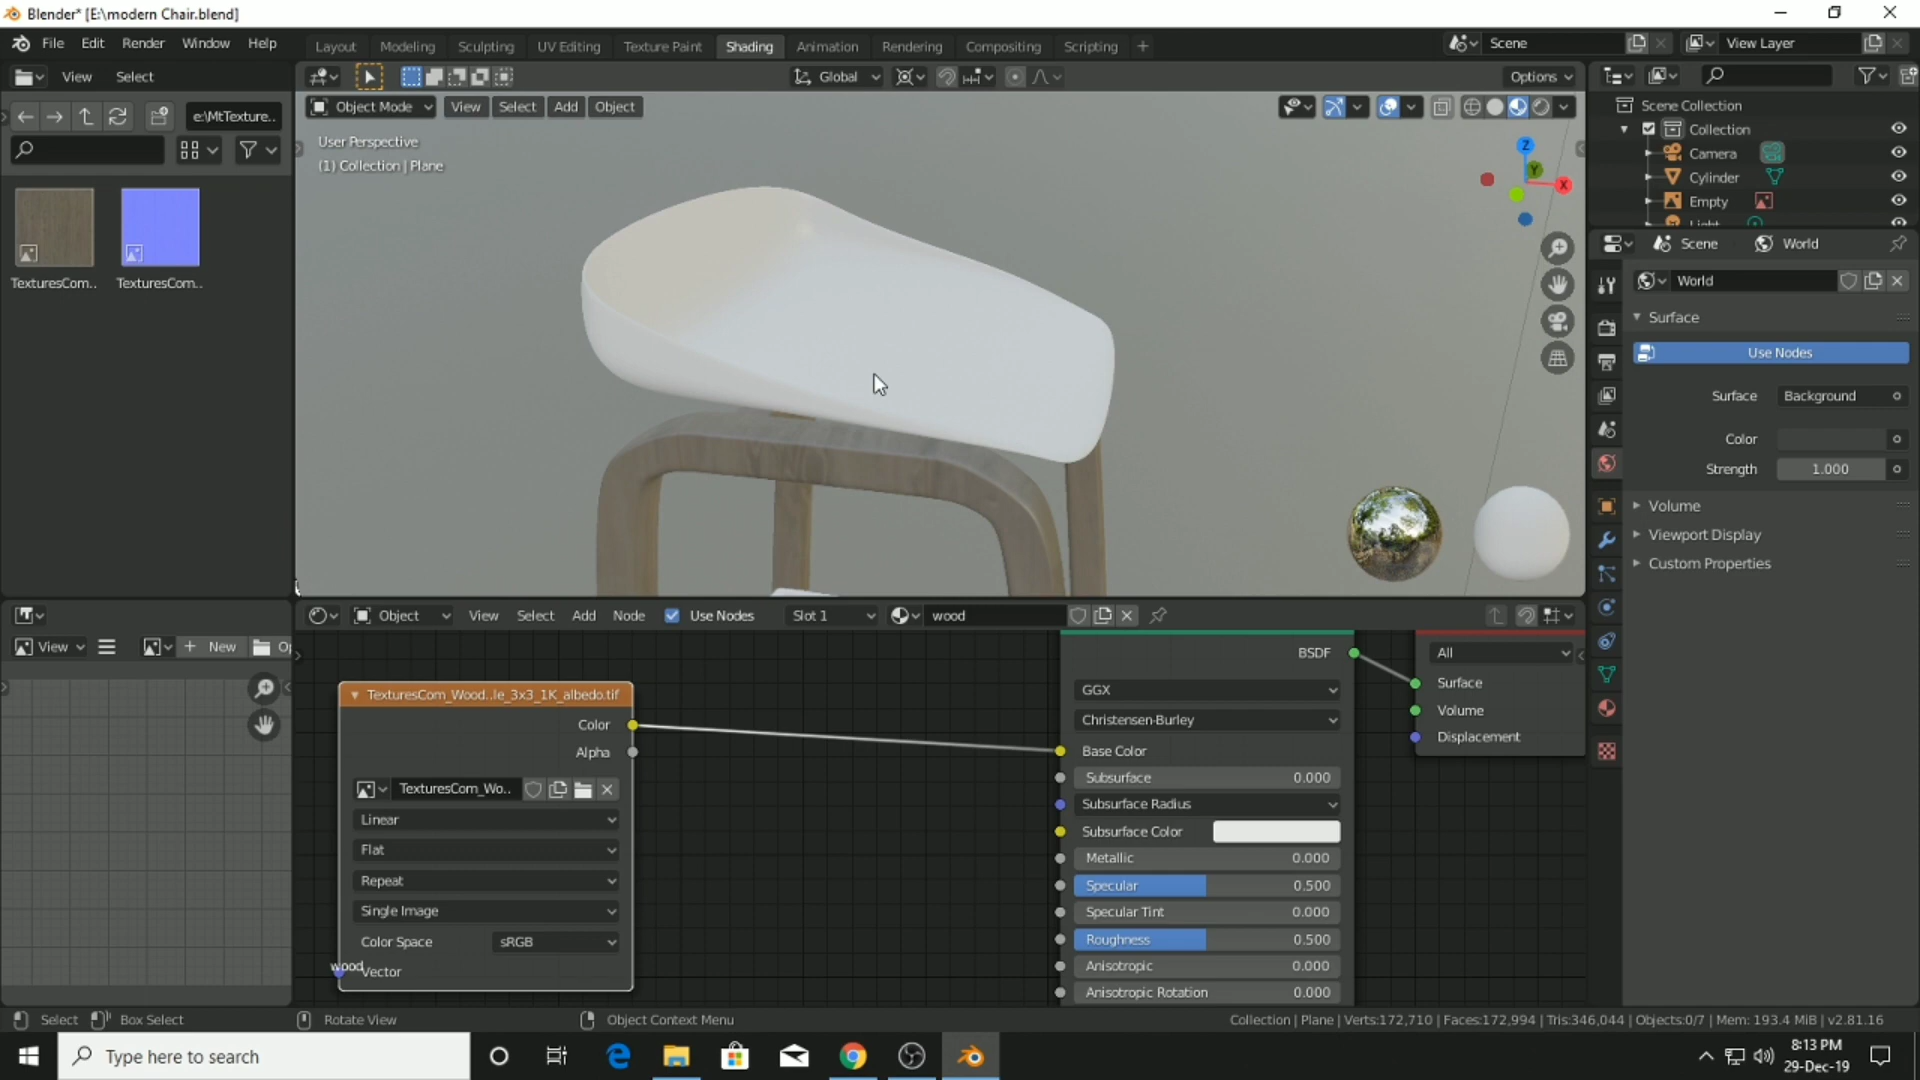 Blender* [E:\modern Chair.blend]
File Edit Render Window Help
Layout Modeling Sculpting UV Editing Texture Paint Shading Animation Rendering Compositing Scripting +
Scene
View Layer
View Select
Global
Options
e:\MtTexture..
Object Mode View Select Add Object
User Perspective
(1) Collection | Plane
Z
Y
X
TexturesCom.. TexturesCom..
Scene Collection
Collection
Camera
Cylinder
Empty
Light
Scene World
World
Surface
Use Nodes
Surface Background
Color
Strength 1.000
Volume
Viewport Display
Custom Properties
Object View Select Add Node Use Nodes Slot 1 wood
View + New Op
TexturesCom_Wood..le_3x3_1K_albedo.tif
Color
Alpha
TexturesCom_Wo..
Linear
Flat
Repeat
Single Image
Color Space sRGB
Vector
wood
BSDF
GGX
Christensen-Burley
Base Color
Subsurface 0.000
Subsurface Radius
Subsurface Color
Metallic 0.000
Specular 0.500
Specular Tint 0.000
Roughness 0.500
Anisotropic 0.000
Anisotropic Rotation 0.000
All
Surface
Volume
Displacement
Select Box Select Rotate View Object Context Menu
Collection | Plane | Verts:172,710 | Faces:172,994 | Tris:346,044 | Objects:0/7 | Mem: 193.4 MiB | v2.81.16
Type here to search
8:13 PM
29-Dec-19